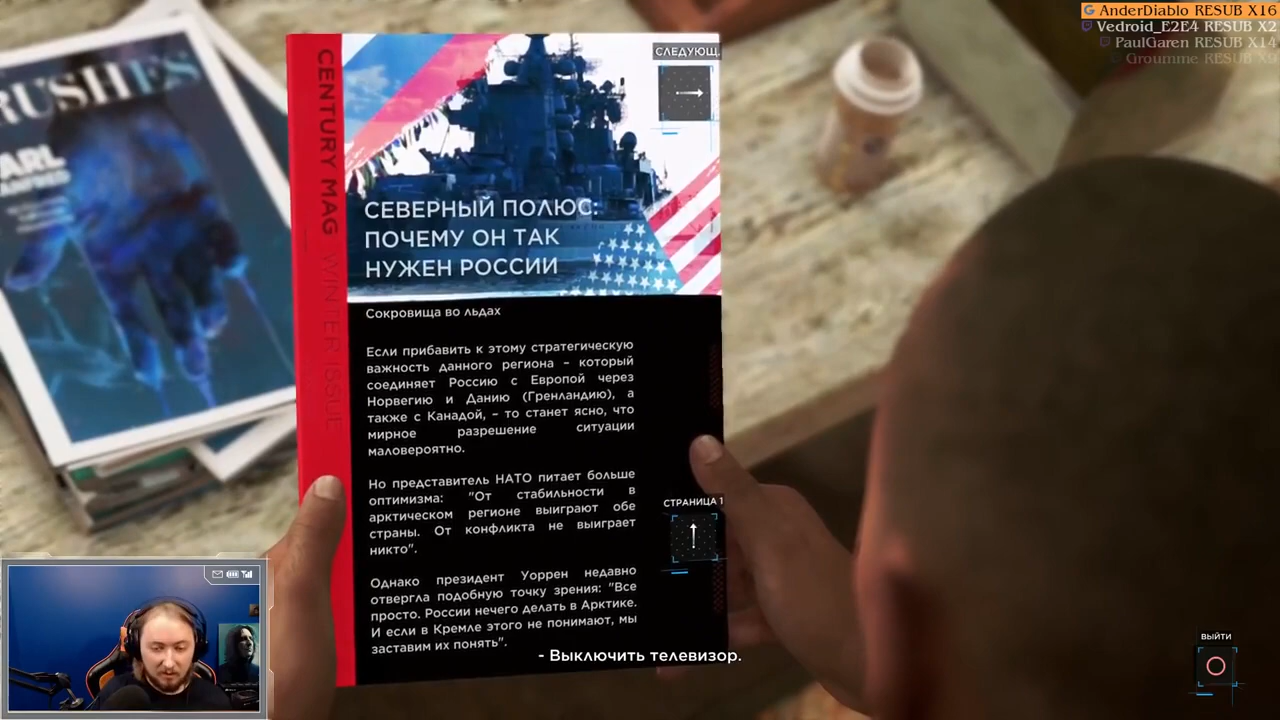 AnderDiablo RESUB X16
Vedroid_E2E4 RESUB X2
PaulGaren RESUB X14
Groumme RESUB X9
RUSHES
CENTURY MAG
WINTER ISSUE
СЛЕДУЮЩ.
СЕВЕРНЫЙ ПОЛЮС:
ПОЧЕМУ ОН ТАК
НУЖЕН РОССИИ
Сокровища во льдах
Если прибавить к этому стратегическую
важность данного региона – который
соединяет Россию с Европой через
Норвегию и Данию (Гренландию), а
также с Канадой, – то станет ясно, что
мирное разрешение ситуации
маловероятно.
Но представитель НАТО питает больше
оптимизма: "От стабильности в
арктическом регионе выиграют обе
страны. От конфликта не выиграет
никто".
СТРАНИЦА 1
Однако президент Уоррен недавно
отвергла подобную точку зрения: "Все
просто. России нечего делать в Арктике.
И если в Кремле этого не понимают, мы
заставим их понять".
- Выключить телевизор.
ВЫЙТИ